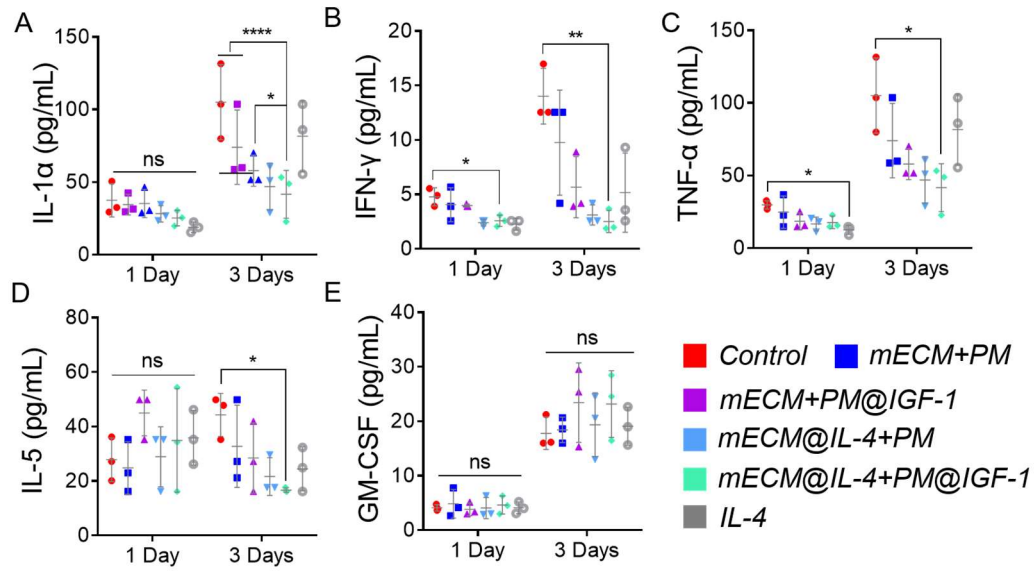 A
IL-1α (pg/mL)
150
100
50
0
ns
****
*
1 Day
3 Days
B
IFN-γ (pg/mL)
20
15
10
5
0
*
**
1 Day
3 Days
C
TNF-α (pg/mL)
150
100
50
0
*
*
1 Day
3 Days
D
IL-5 (pg/mL)
80
60
40
20
0
ns
*
1 Day
3 Days
E
GM-CSF (pg/mL)
40
30
20
10
0
ns
ns
1 Day
3 Days
Control
mECM+PM
mECM+PM@IGF-1
mECM@IL-4+PM
mECM@IL-4+PM@IGF-1
IL-4